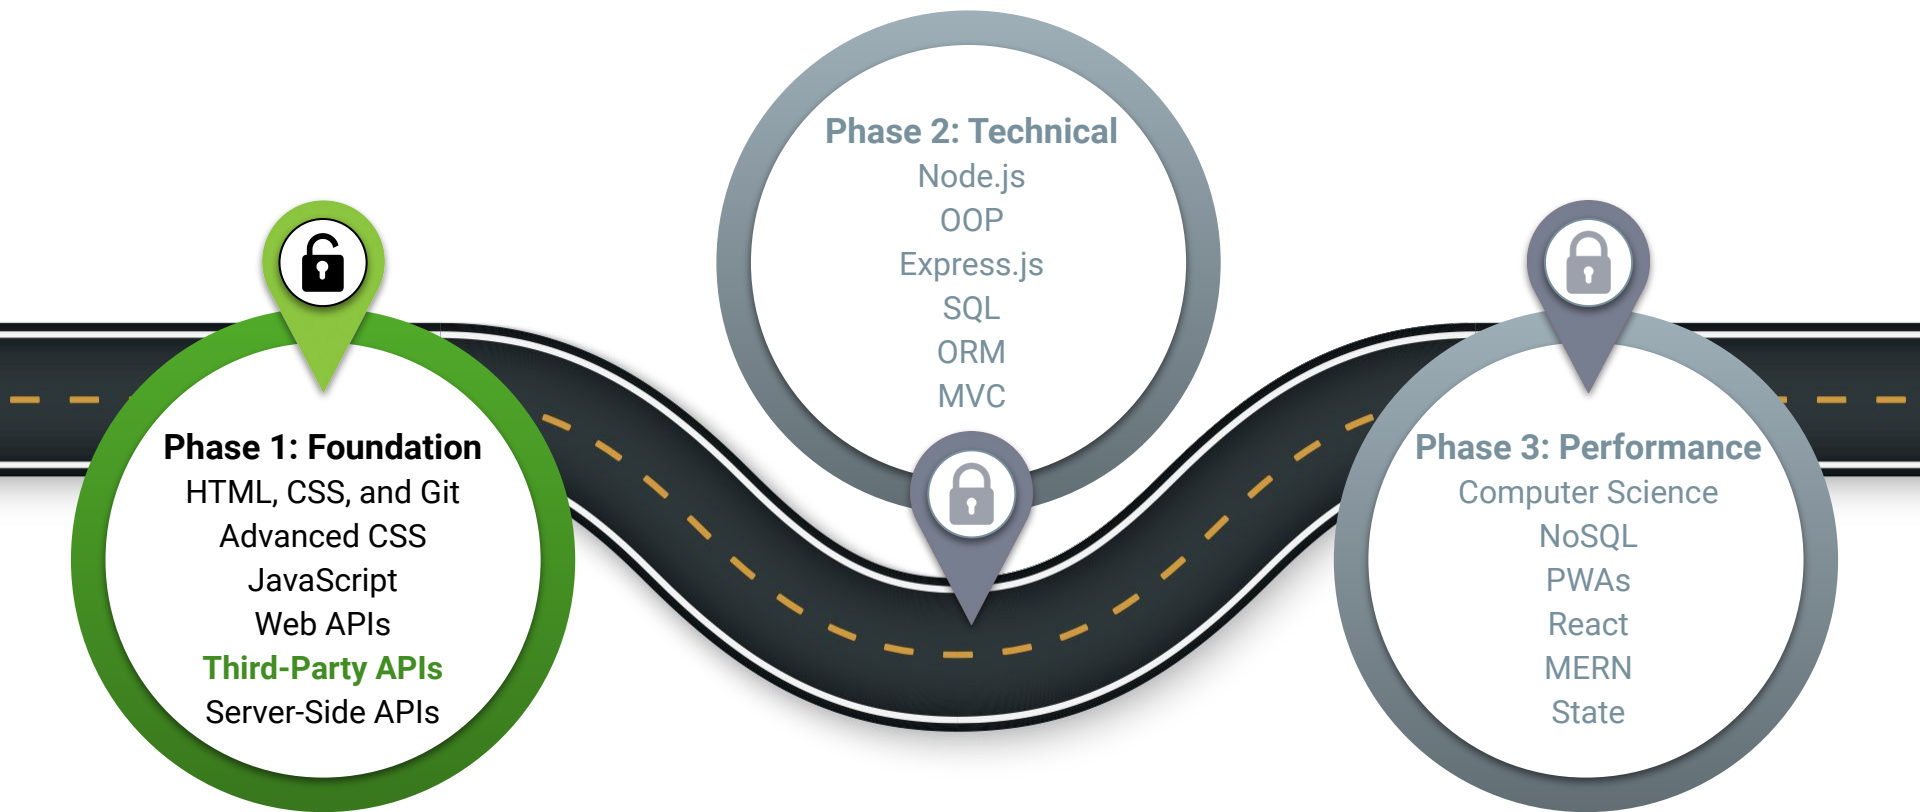 Phase 1: Foundation
HTML, CSS, and Git
Advanced CSS
JavaScript
Web APIs
Third-Party APIs
Server-Side APIs
Phase 2: Technical
Node.js
OOP
Express.js
SQL
ORM
MVC
Phase 3: Performance
Computer Science
NoSQL
PWAs
React
MERN
State